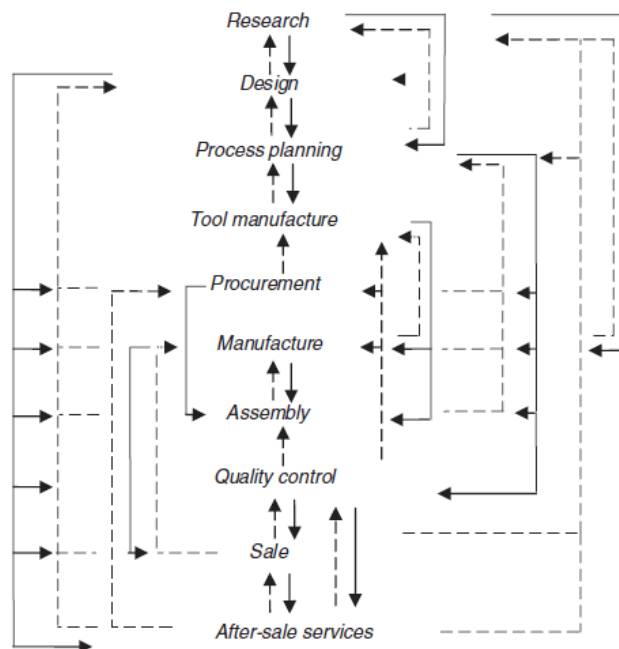 Research
Design
Process planning
Tool manufacture
Procurement
Manufacture
Assembly
Quality control
Sale
After-sale services